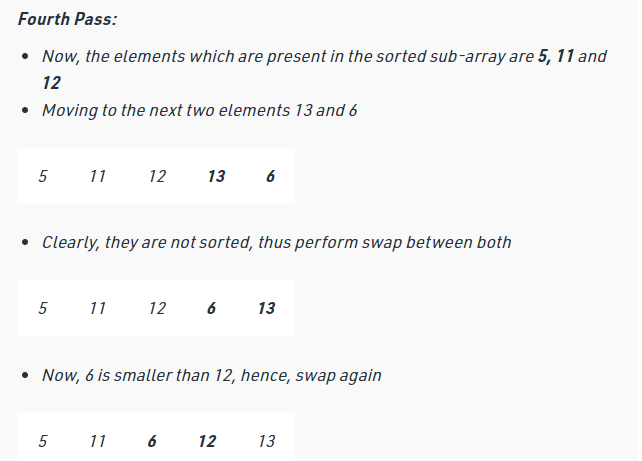 Fourth Pass:
• Now, the elements which are present in the sorted sub-array are 5, 11 and
12
• Moving to the next two elements 13 and 6
5 11 12 13 6
• Clearly, they are not sorted, thus perform swap between both
5 11 12 6 13
• Now, 6 is smaller than 12, hence, swap again
5 11 6 12 13